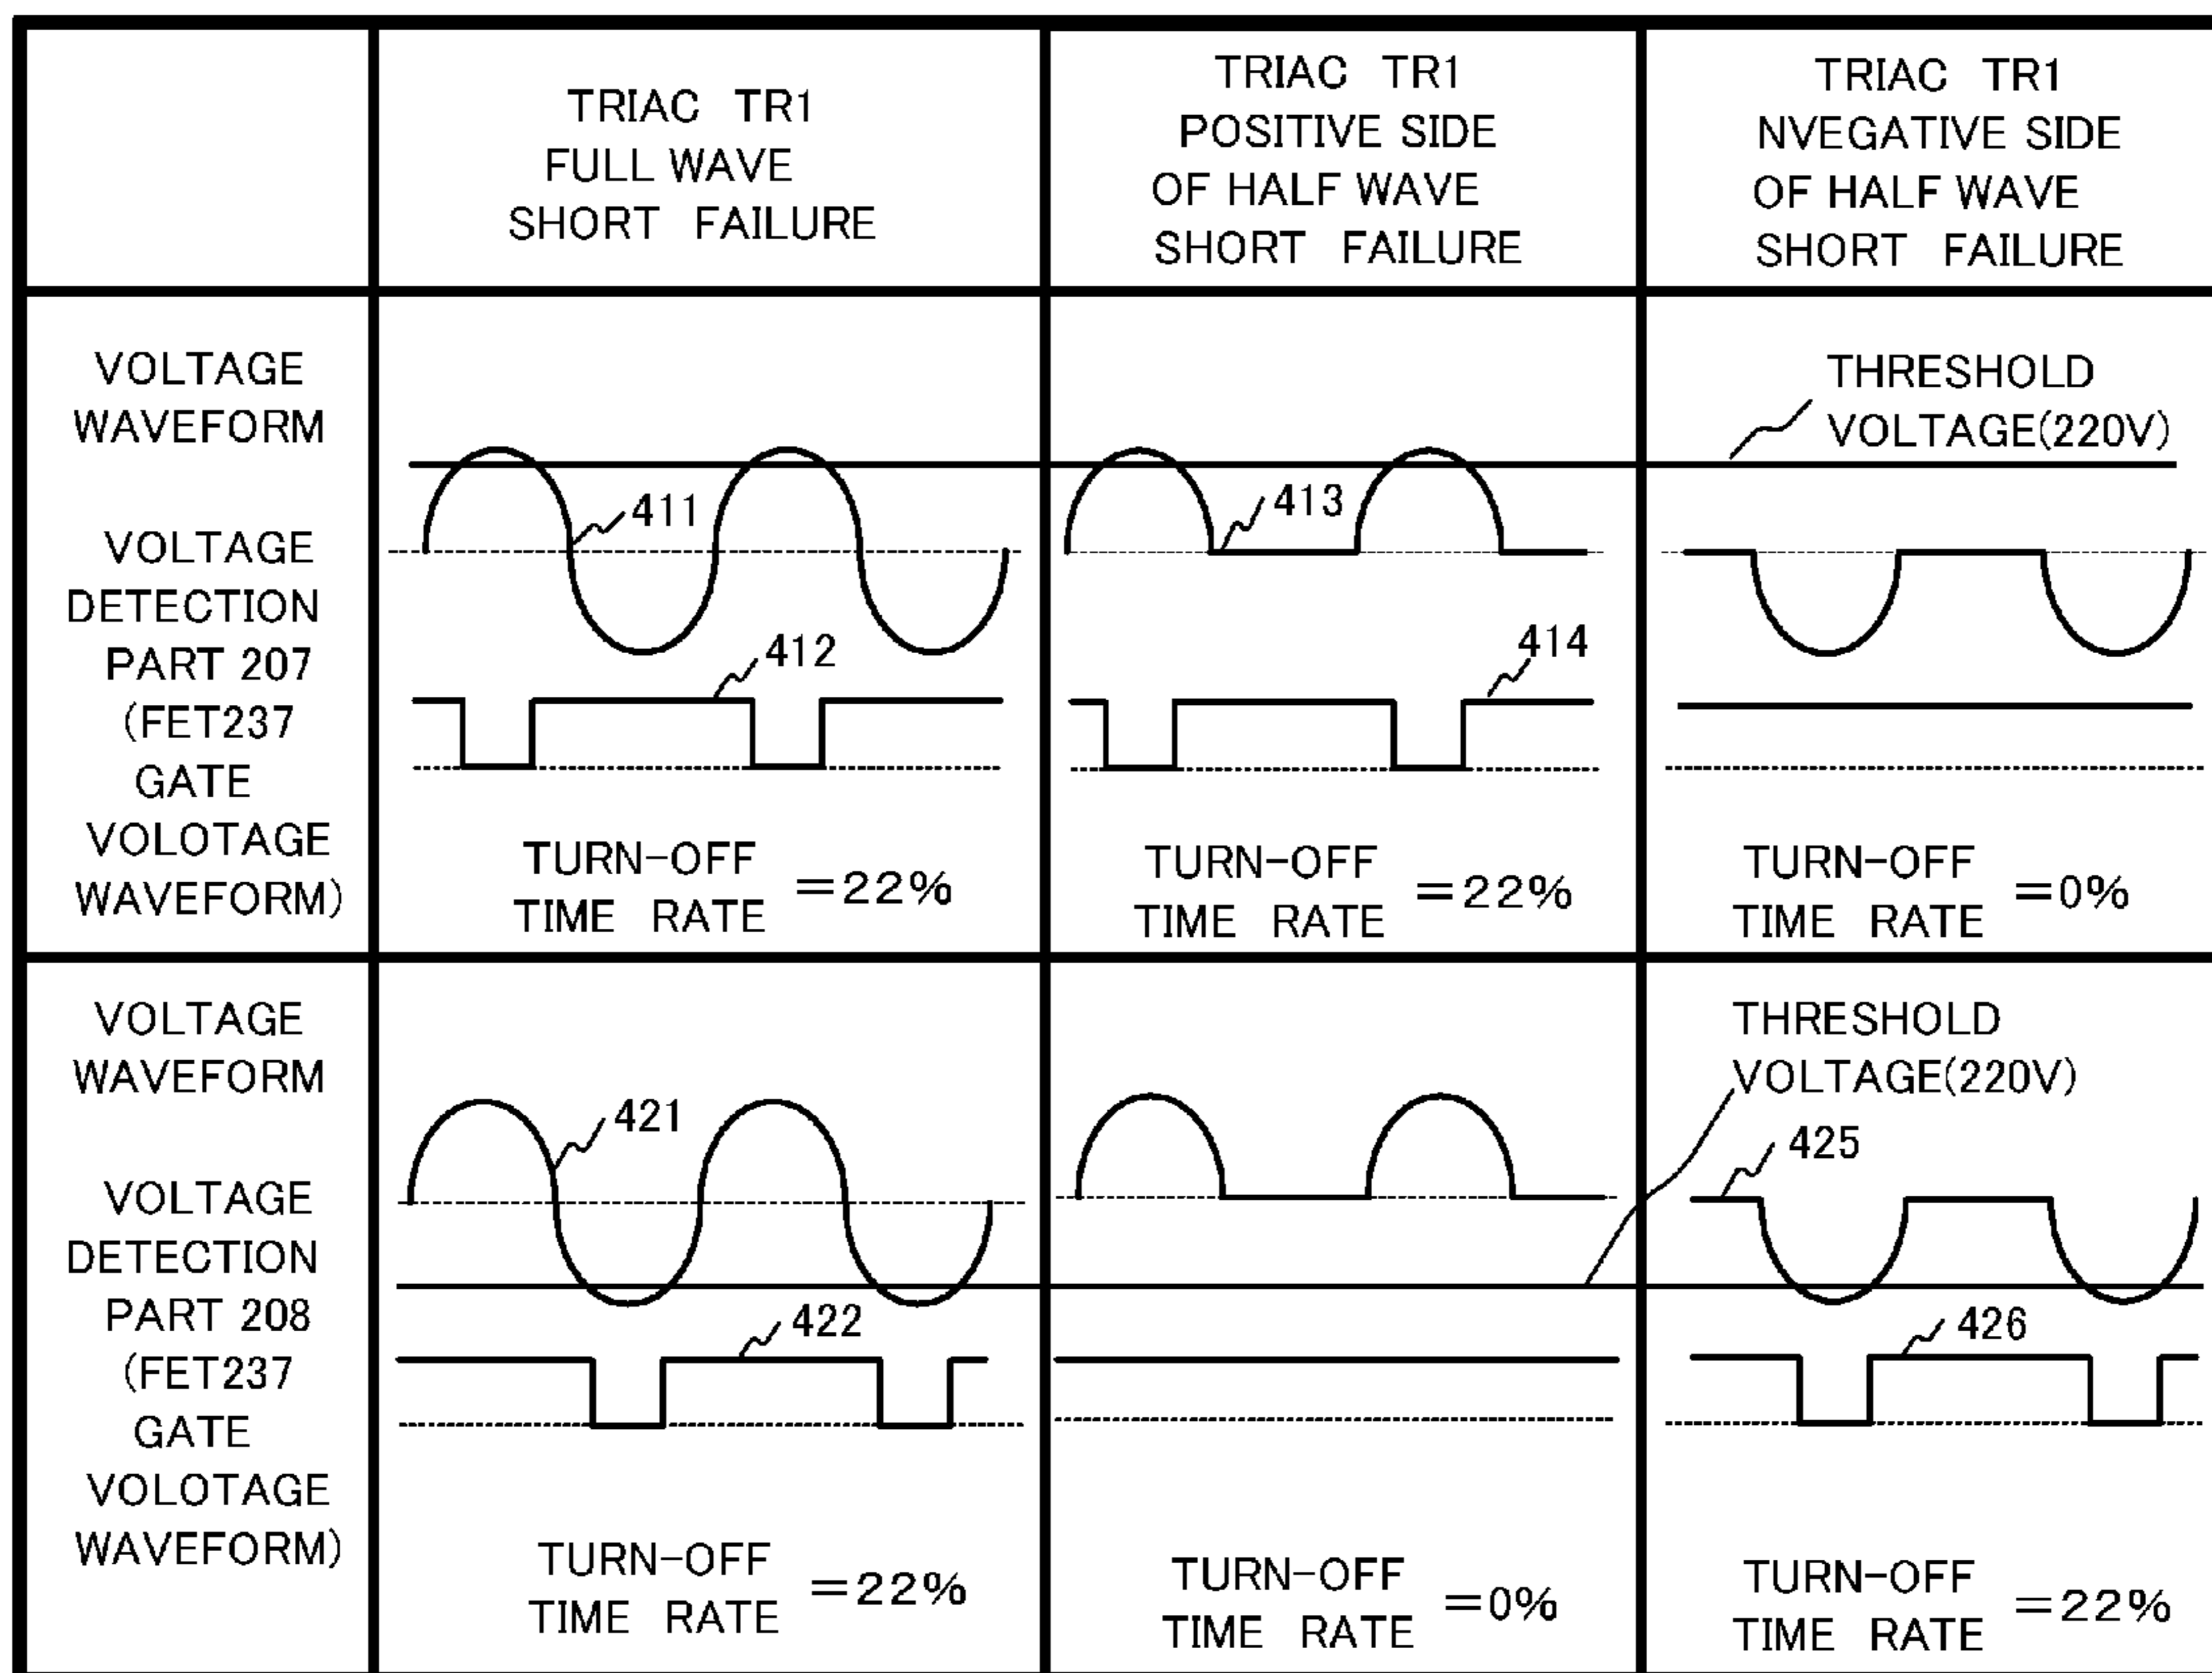 TRIAC TR1
FULL WAVE
SHORT FAILURE
TRIAC TR1
POSITIVE SIDE
OF HALF WAVE
SHORT FAILURE
TRIAC TR1
NVEGATIVE SIDE
OF HALF WAVE
SHORT FAILURE
VOLTAGE
WAVEFORM
VOLTAGE
DETECTION
PART 207
(FET237
GATE
VOLOTAGE
WAVEFORM)
411
412
TURN-OFF
TIME RATE =22%
413
414
TURN-OFF
TIME RATE =22%
THRESHOLD
VOLTAGE(220V)
TURN-OFF
TIME RATE =0%
VOLTAGE
WAVEFORM
VOLTAGE
DETECTION
PART 208
(FET237
GATE
VOLOTAGE
WAVEFORM)
421
422
TURN-OFF
TIME RATE =22%
TURN-OFF
TIME RATE =0%
THRESHOLD
VOLTAGE(220V)
425
426
TURN-OFF
TIME RATE =22%